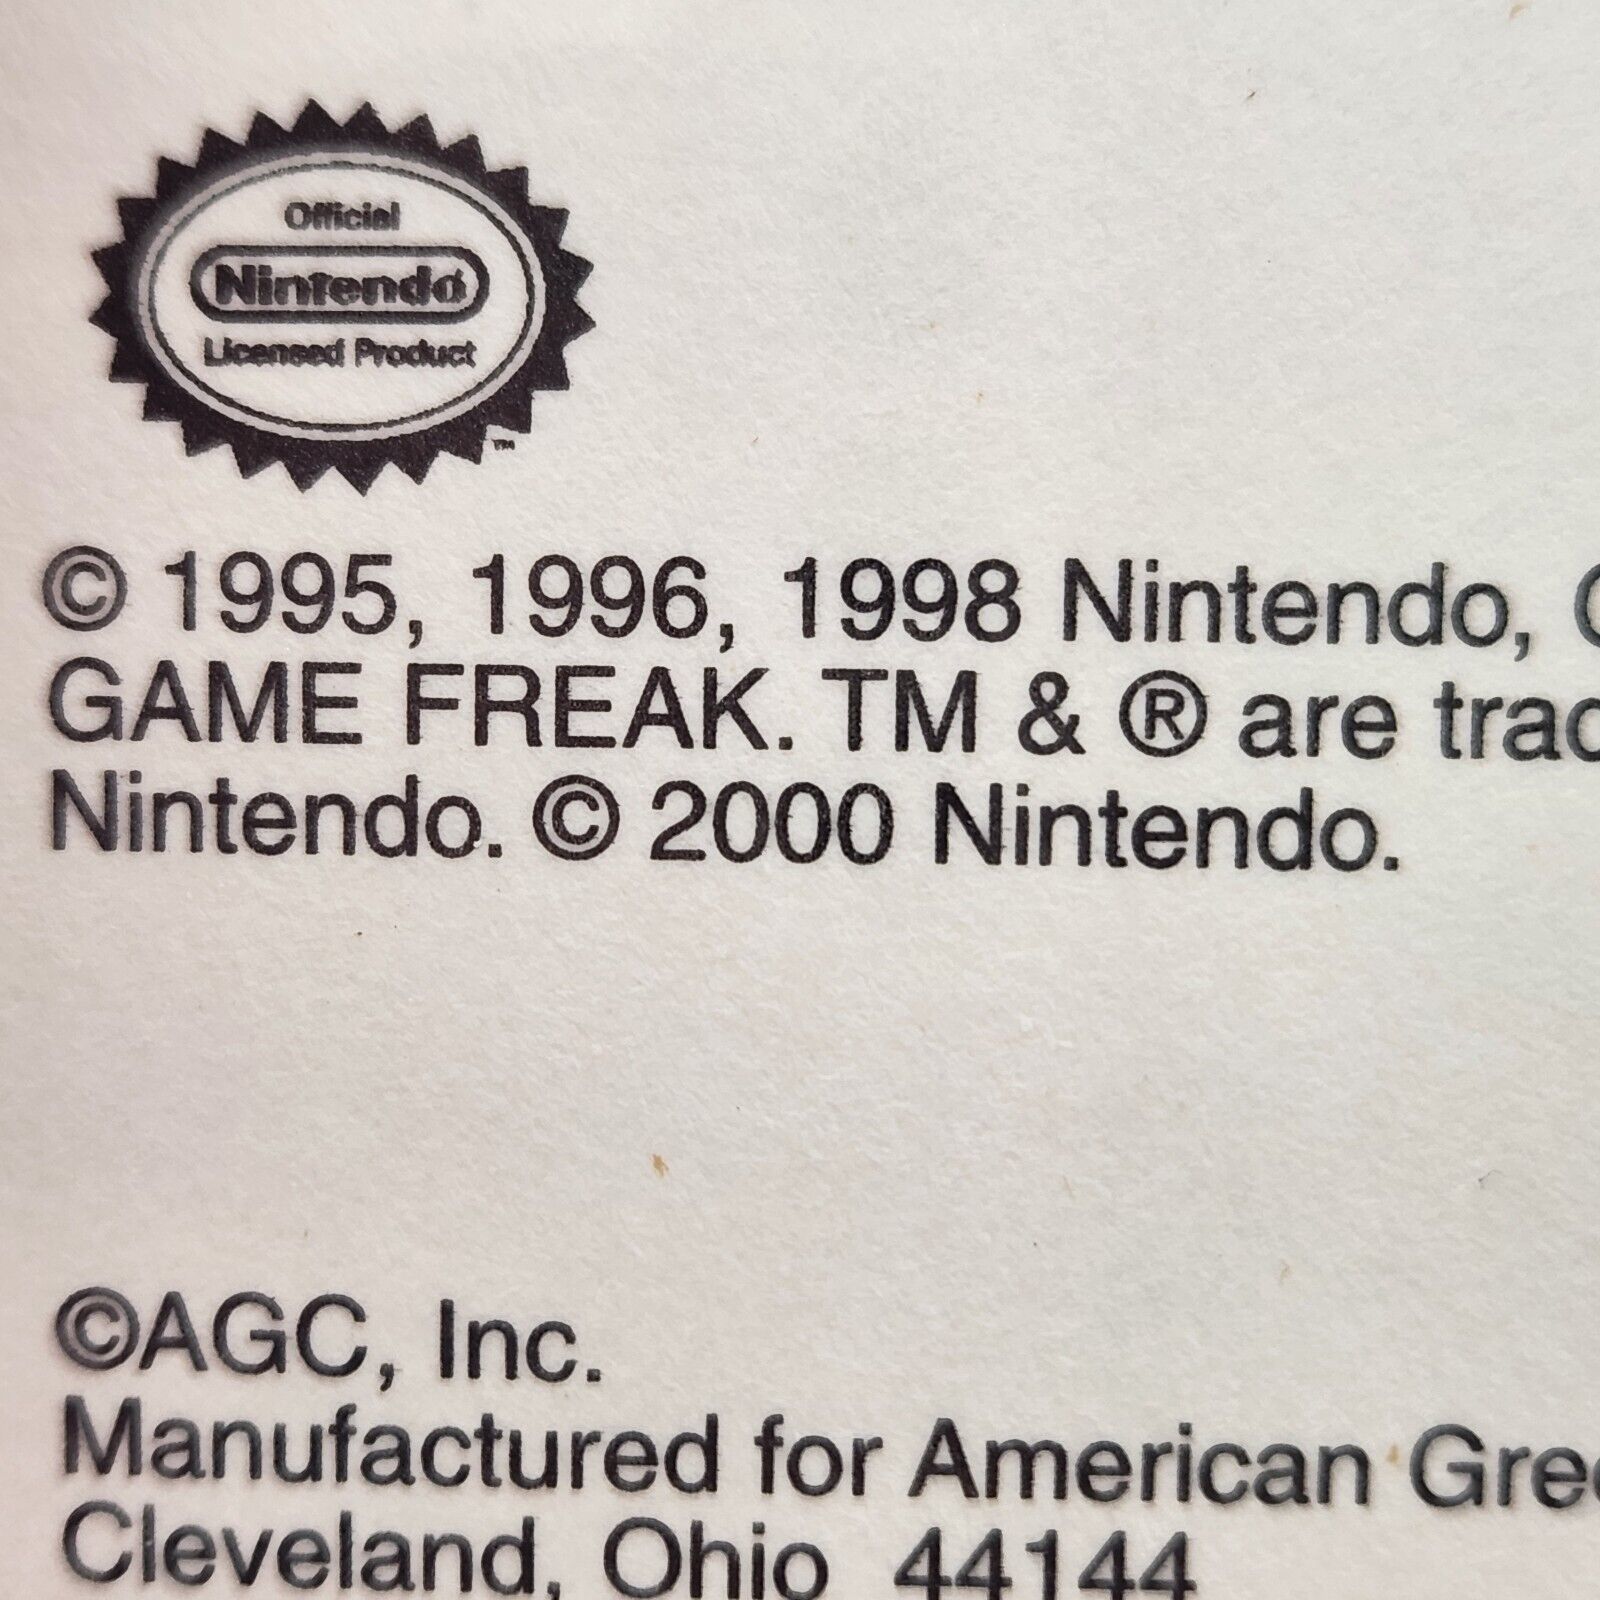 Official
Nintendo
Licensed Product
™
© 1995, 1996, 1998 Nintendo,
GAME FREAK. TM & ® are
Nintendo. © 2000 Nintendo.
©AGC, Inc.
Manufactured for American
Cleveland, Ohio 44144